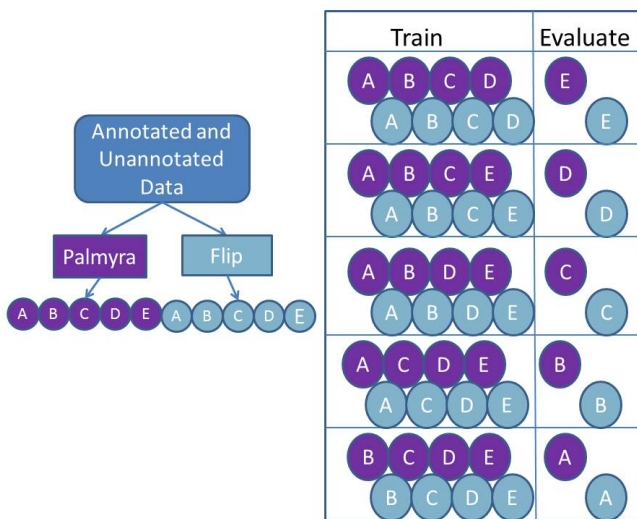 Annotated and
Unannotated
Data
Palmyra
Flip
A B C D E A B C D E
Train
Evaluate
A B C D
E
A B C D
E
A B C E
D
A B C E
D
A B D E
C
A B D E
C
A C D E
B
A C D E
B
B C D E
A
B C D E
A